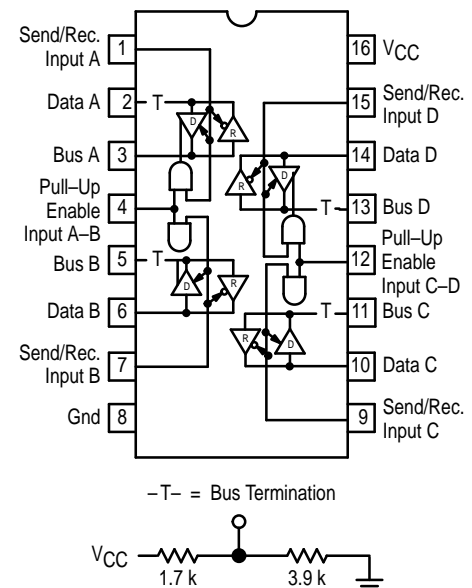 Send/Rec.
Input A
1
16
VCC
Data A
2
T
15
Send/Rec.
Input D
D
R
Bus A
3
14
Data D
R
D
Pull–Up
Enable
Input A–B
4
T
13
Bus D
Bus B
5
T
12
Pull–Up
Enable
Input C–D
D
R
T
11
Bus C
Data B
6
R
D
Send/Rec.
Input B
7
10
Data C
Gnd
8
9
Send/Rec.
Input C
–T– = Bus Termination
VCC
1.7 k
3.9 k